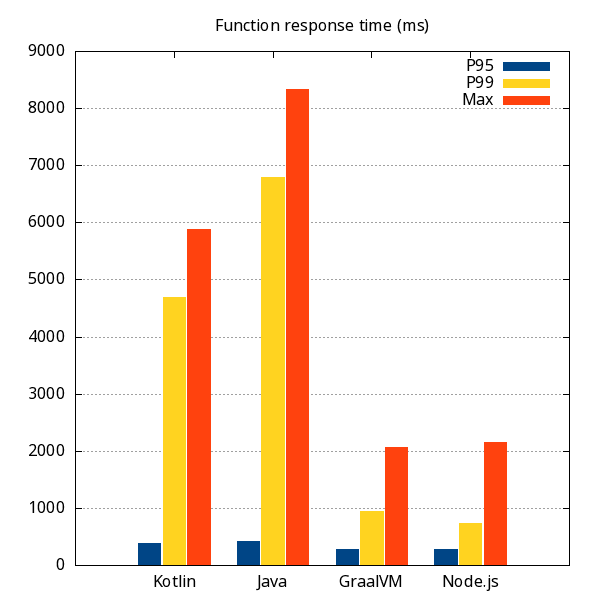 Function response time (ms)
9000
P95
P99
Max
8000
7000
6000
5000
4000
3000
2000
1000
0
Kotlin Java GraalVM Node.js